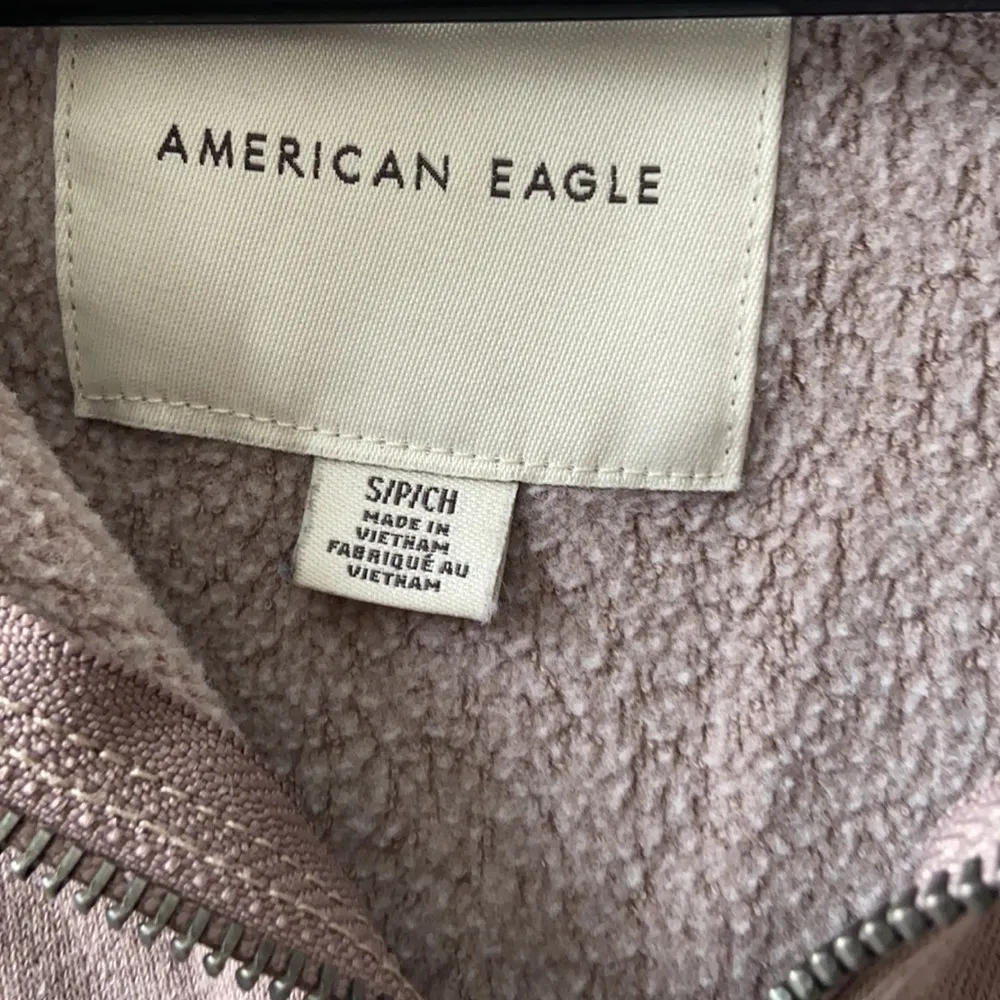 AMERICAN EAGLE
S/P/CH
MADE IN
VIETNAM
FABRIQUÉ AU
VIETNAM